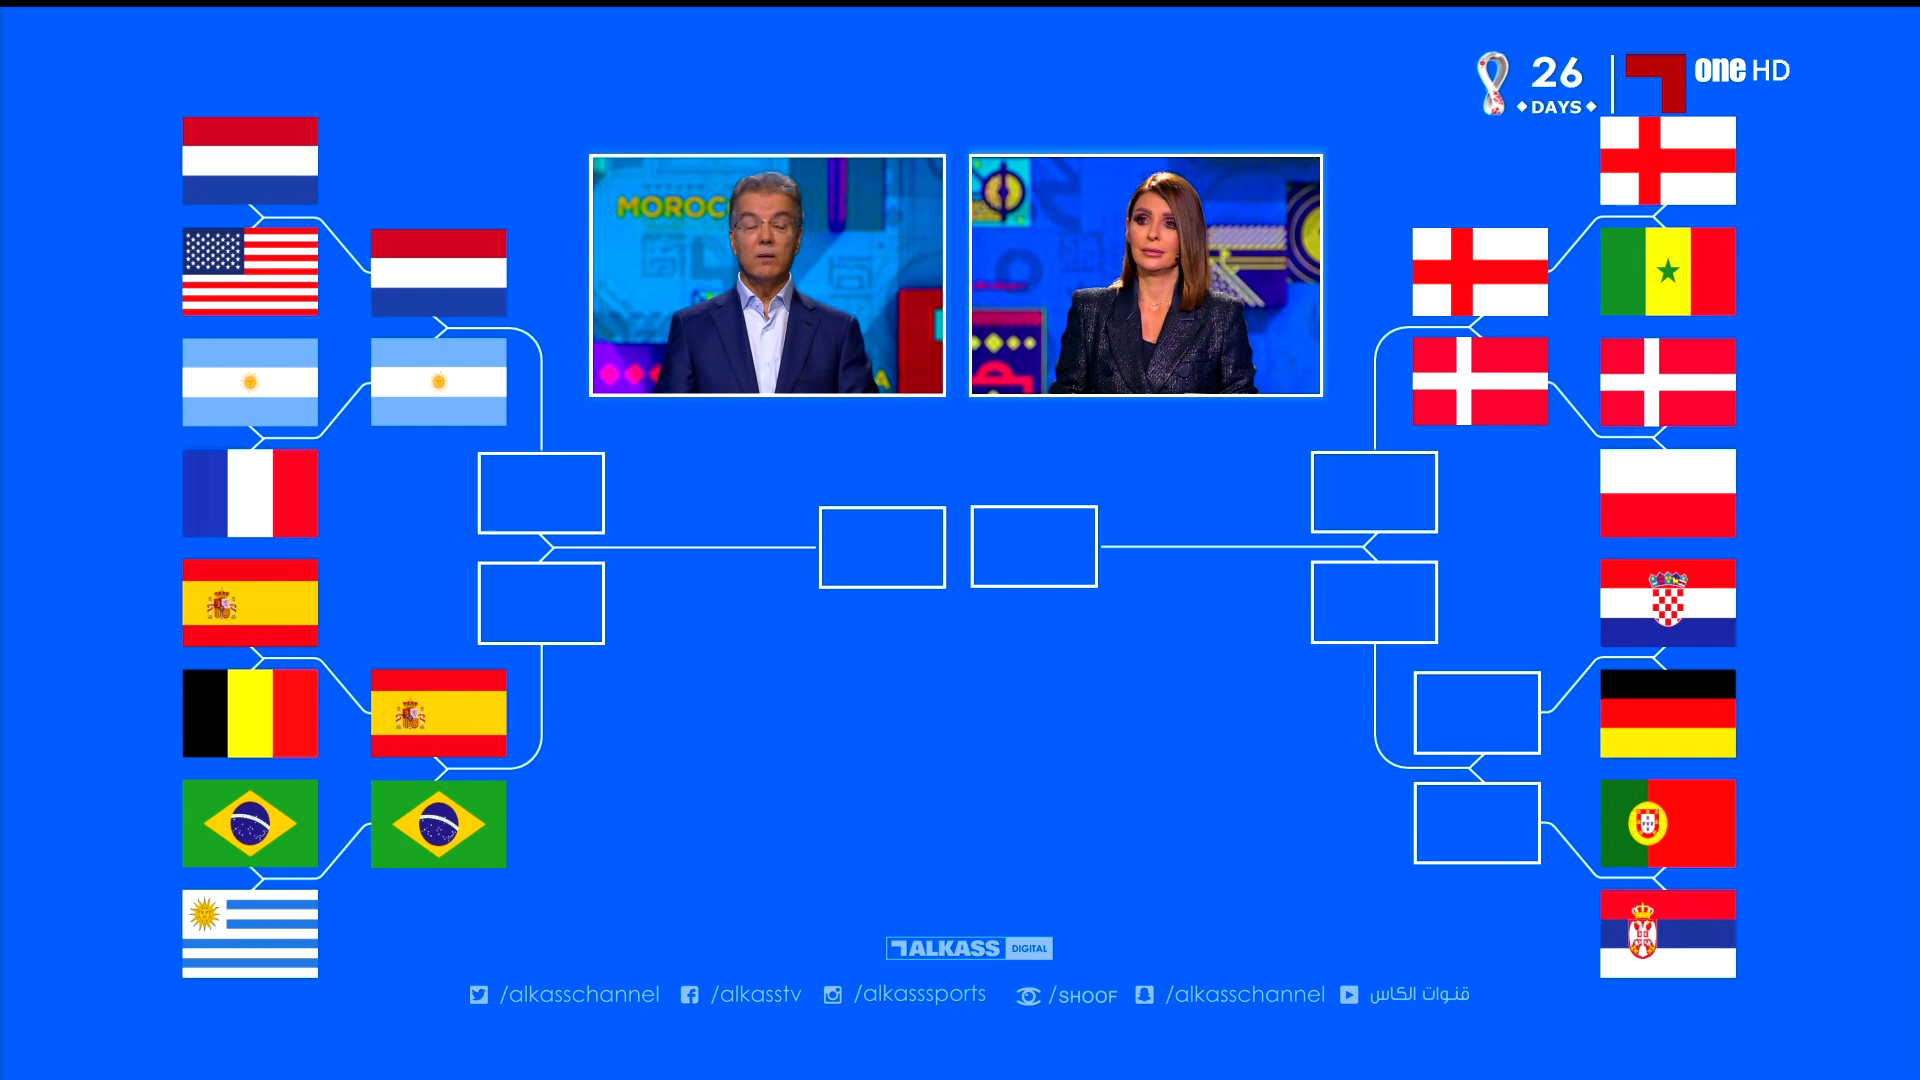 26
DAYS
one HD
MOROC
A
ALKASS DIGITAL
/alkasschannel
/alkasstv
/alkasssports
/SHOOF
/alkasschannel
قنوات الكاس